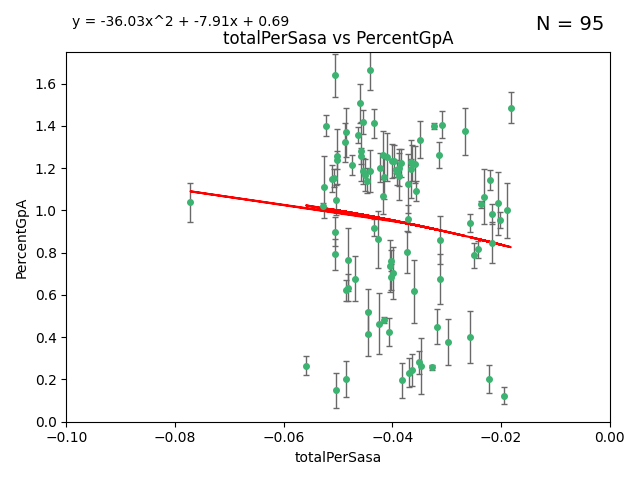 y = -36.03x^2 + -7.91x + 0.69
N = 95
totalPerSasa vs PercentGpA
PercentGpA
1.6
1.4
1.2
1.0
0.8
0.6
0.4
0.2
0.0
−0.10 −0.08 −0.06 −0.04 −0.02 0.00
totalPerSasa